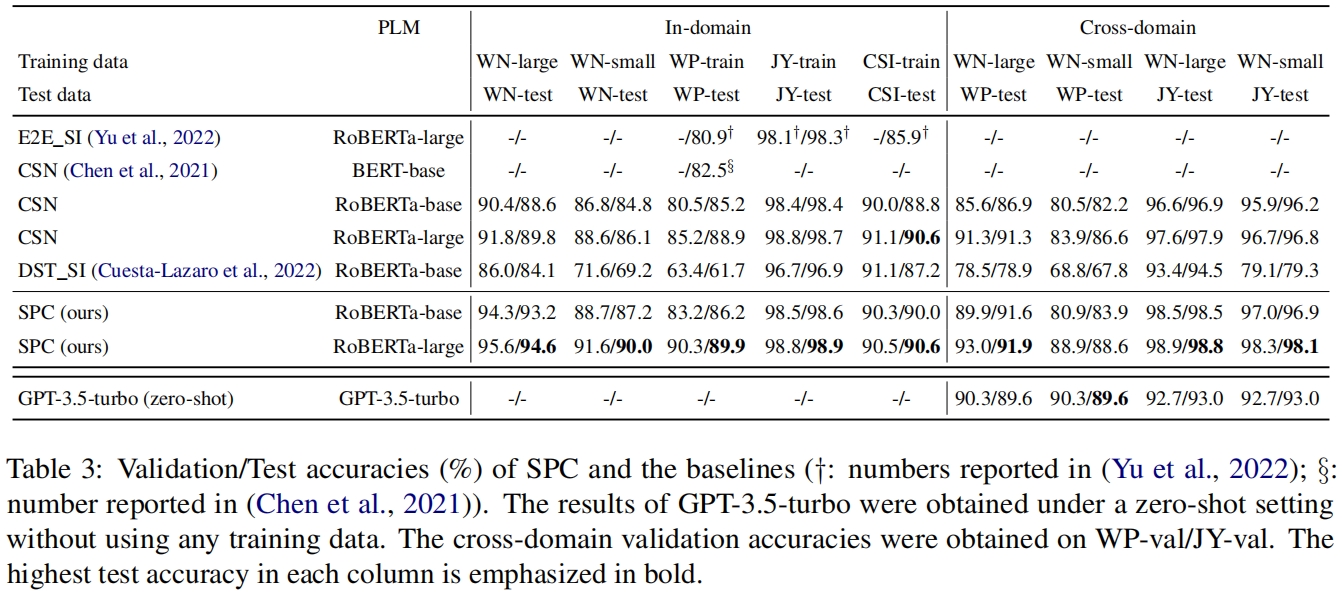 PLM In-domain Cross-domain
Training data WN-large WN-small WP-train JY-train CSI-train WN-large WN-small WN-large WN-small
Test data WN-test WN-test WP-test JY-test CSI-test WP-test WP-test JY-test JY-test
E2E_SI (Yu et al., 2022) RoBERTa-large -/- -/- -/80.9† 98.1†/98.3† -/85.9† -/- -/- -/- -/-
CSN (Chen et al., 2021) BERT-base -/- -/- -/82.5§ -/- -/- -/- -/- -/- -/-
CSN RoBERTa-base 90.4/88.6 86.8/84.8 80.5/85.2 98.4/98.4 90.0/88.8 85.6/86.9 80.5/82.2 96.6/96.9 95.9/96.2
CSN RoBERTa-large 91.8/89.8 88.6/86.1 85.2/88.9 98.8/98.7 91.1/90.6 91.3/91.3 83.9/86.6 97.6/97.9 96.7/96.8
DST_SI (Cuesta-Lazaro et al., 2022) RoBERTa-base 86.0/84.1 71.6/69.2 63.4/61.7 96.7/96.9 91.1/87.2 78.5/78.9 68.8/67.8 93.4/94.5 79.1/79.3
SPC (ours) RoBERTa-base 94.3/93.2 88.7/87.2 83.2/86.2 98.5/98.6 90.3/90.0 89.9/91.6 80.9/83.9 98.5/98.5 97.0/96.9
SPC (ours) RoBERTa-large 95.6/94.6 91.6/90.0 90.3/89.9 98.8/98.9 90.5/90.6 93.0/91.9 88.9/88.6 98.9/98.8 98.3/98.1
GPT-3.5-turbo (zero-shot) GPT-3.5-turbo -/- -/- -/- -/- -/- 90.3/89.6 90.3/89.6 92.7/93.0 92.7/93.0
Table 3: Validation/Test accuracies (%) of SPC and the baselines (†: numbers reported in (Yu et al., 2022); §:
number reported in (Chen et al., 2021)). The results of GPT-3.5-turbo were obtained under a zero-shot setting
without using any training data. The cross-domain validation accuracies were obtained on WP-val/JY-val. The
highest test accuracy in each column is emphasized in bold.